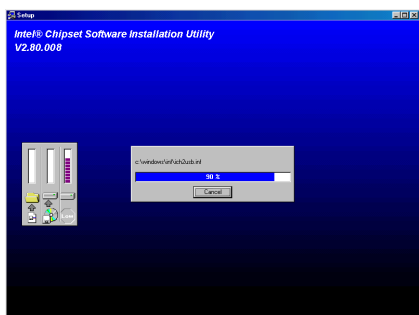 Setup
Intel® Chipset Software Installation Utility
V2.80.008
c:\windows\inf\ich2usb.inf
90 %
Cancel